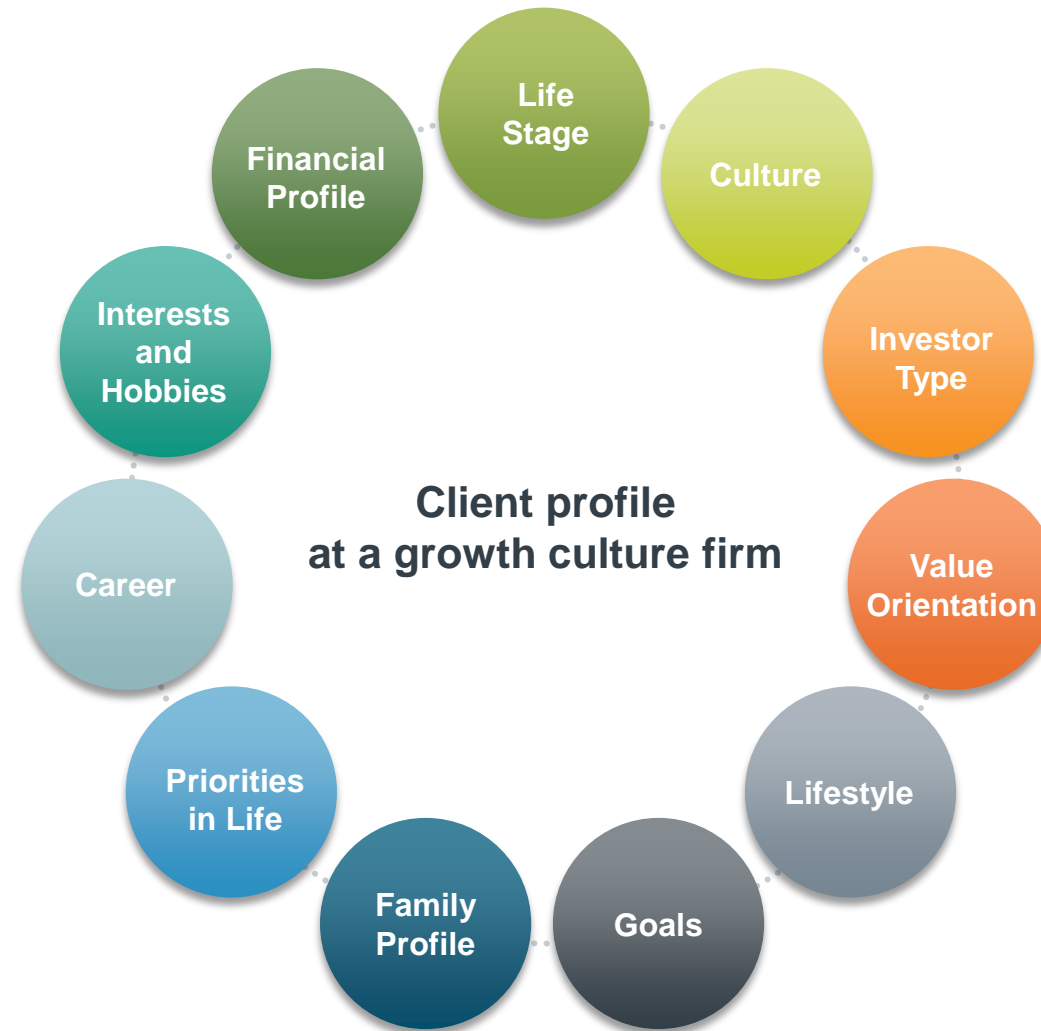 Life
Stage
Culture
Investor
Type
Value
Orientation
Lifestyle
Goals
Family
Profile
Priorities
in Life
Career
Interests
and
Hobbies
Financial
Profile
Client profile
at a growth culture firm